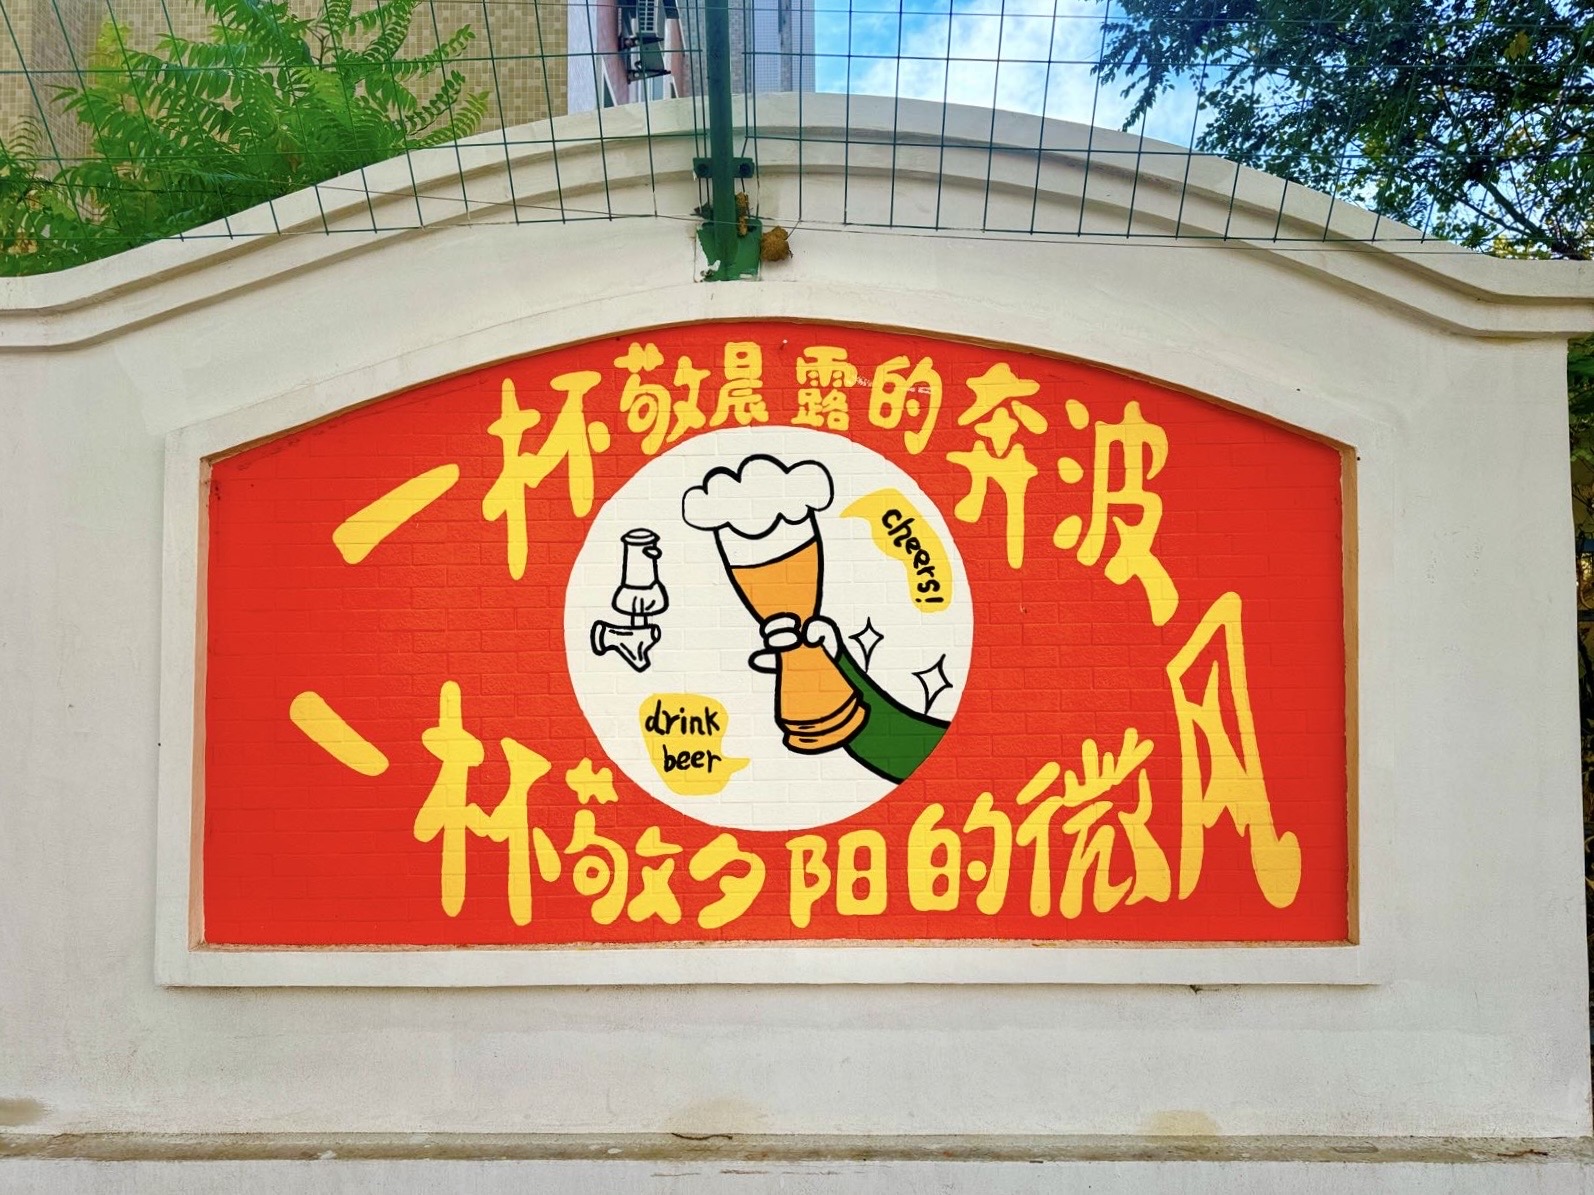 一杯敬晨露的奔波
cheers!
drink
beer
一杯敬夕阳的微风